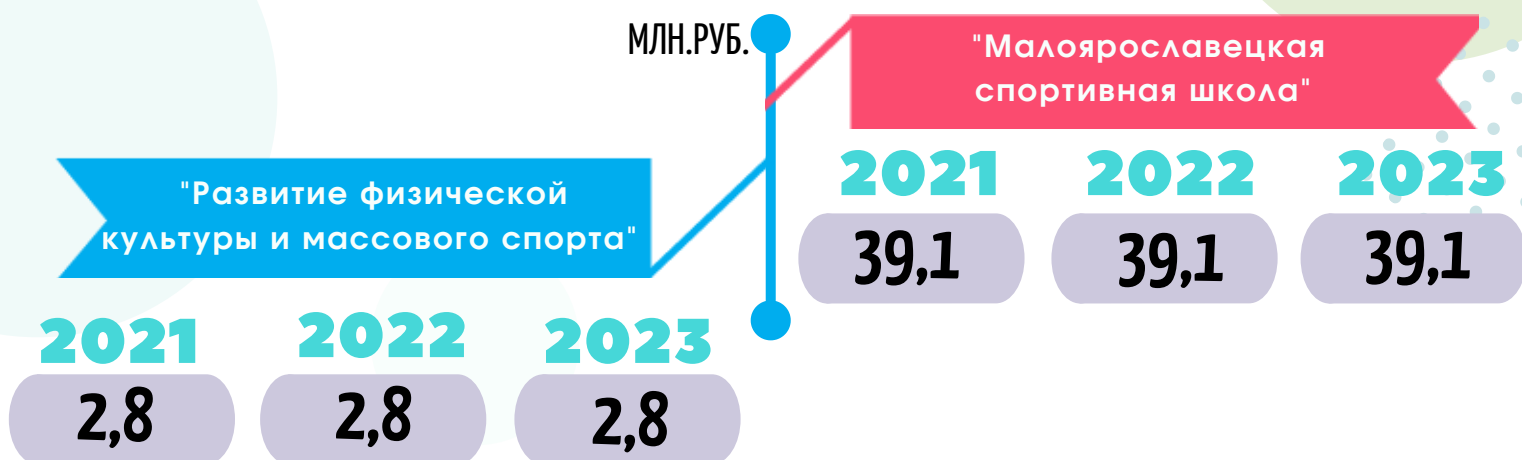 МЛН.РУБ.
"Малоярославецкая
спортивная школа"
2021 2022 2023
39,1 39,1 39,1
"Развитие физической
культуры и массового спорта"
2021 2022 2023
2,8 2,8 2,8